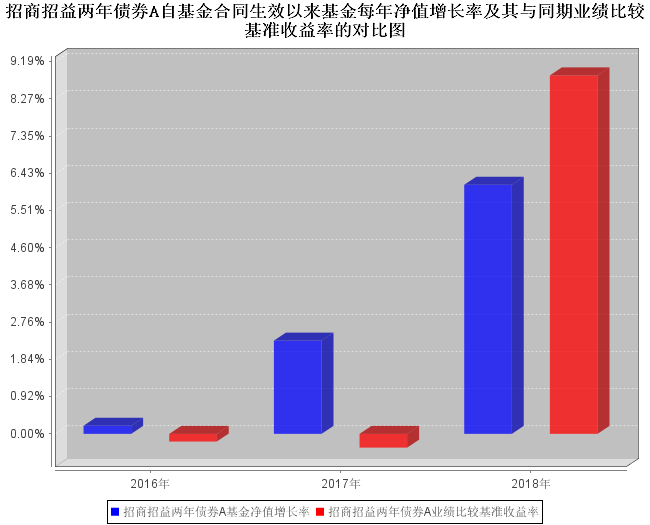 招商招益两年债券A自基金合同生效以来基金每年净值增长率及其与同期业绩比较
基准收益率的对比图
9.19%
8.27%
7.35%
6.43%
5.51%
4.60%
3.68%
2.76%
1.84%
0.92%
0.00%
2016年
2017年
2018年
招商招益两年债券A基金净值增长率
招商招益两年债券A业绩比较基准收益率